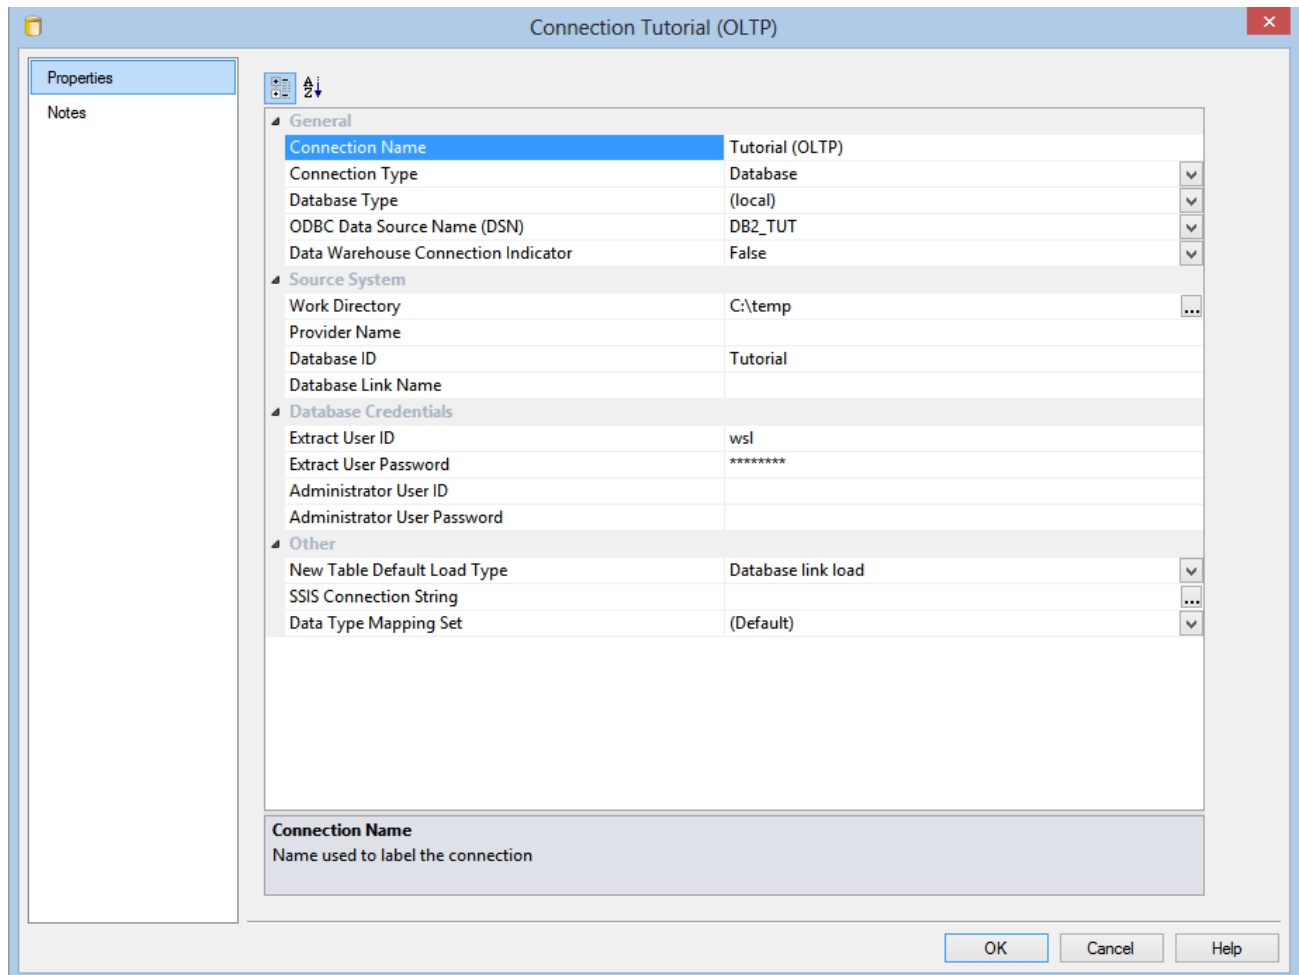 Connection Tutorial (OLTP)
Properties
Notes
General
Connection Name Tutorial (OLTP)
Connection Type Database
Database Type (local)
ODBC Data Source Name (DSN) DB2_TUT
Data Warehouse Connection Indicator False
Source System
Work Directory C:\temp ...
Provider Name
Database ID Tutorial
Database Link Name
Database Credentials
Extract User ID wsl
Extract User Password ********
Administrator User ID
Administrator User Password
Other
New Table Default Load Type Database link load
SSIS Connection String ...
Data Type Mapping Set (Default)
Connection Name
Name used to label the connection
OK Cancel Help